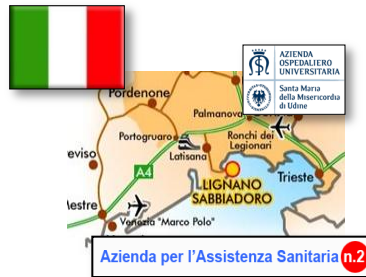 AZIENDA
OSPEDALIERO
UNIVERSITARIA
Santa Maria
della Misericordia
di Udine
Pordenone
Palmanova
Portogruaro
Ronchi dei
Legionari
Latisana
eviso
A4
LIGNANO
SABBIADORO
Trieste
Mestre
Venezia "Marco Polo"
Azienda per l'Assistenza Sanitaria n.2